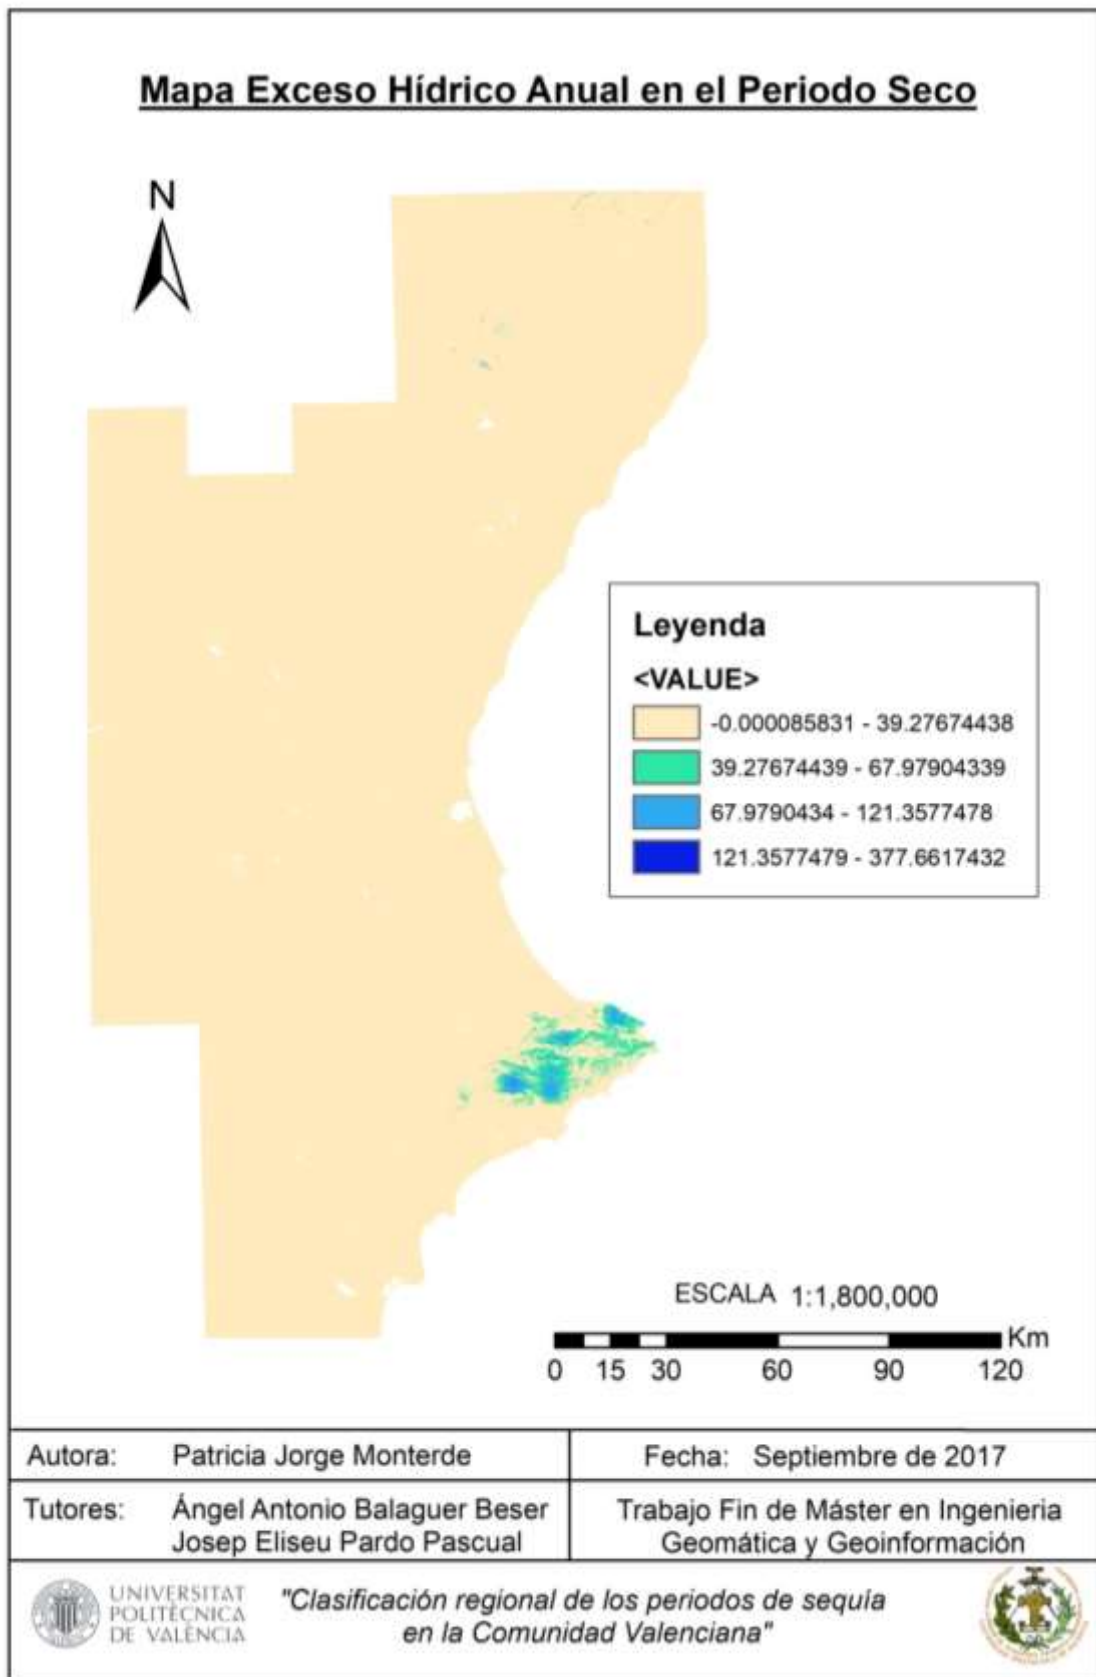 Mapa Exceso Hídrico Anual en el Periodo Seco
N
Leyenda
<VALUE>
-0.000085831 - 39.27674438
39.27674439 - 67.97904339
67.9790434 - 121.3577478
121.3577479 - 377.6617432
ESCALA 1:1,800,000
Km
0 15 30 60 90 120
Autora: Patricia Jorge Monterde
Fecha: Septiembre de 2017
Tutores: Ángel Antonio Balaguer Beser
Josep Eliseu Pardo Pascual
Trabajo Fin de Máster en Ingenieria
Geomática y Geoinformación
UNIVERSITAT
POLITÈCNICA
DE VALÈNCIA
"Clasificación regional de los periodos de sequía
en la Comunidad Valenciana"